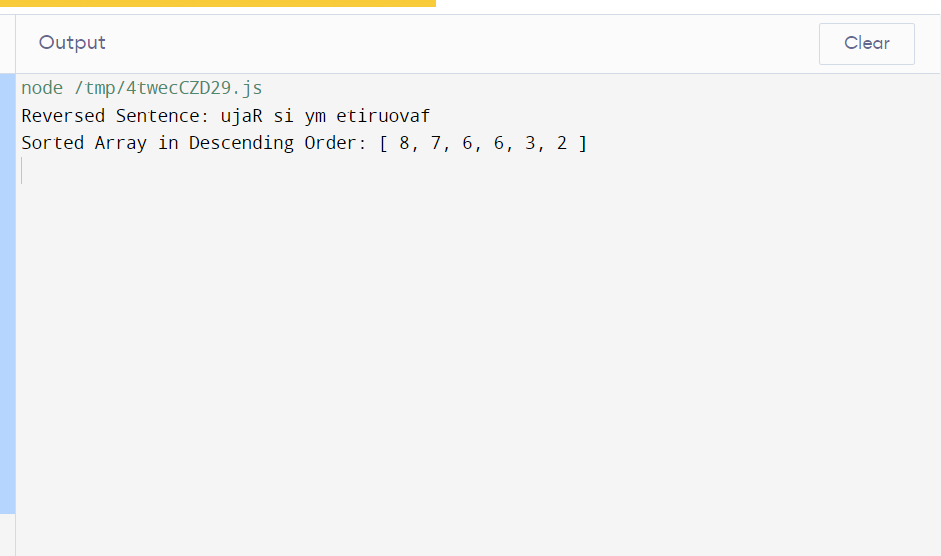 Output
Clear
node /tmp/4twecCZD29.js
Reversed Sentence: ujaR si ym etiruovaf
Sorted Array in Descending Order: [ 8, 7, 6, 6, 3, 2 ]